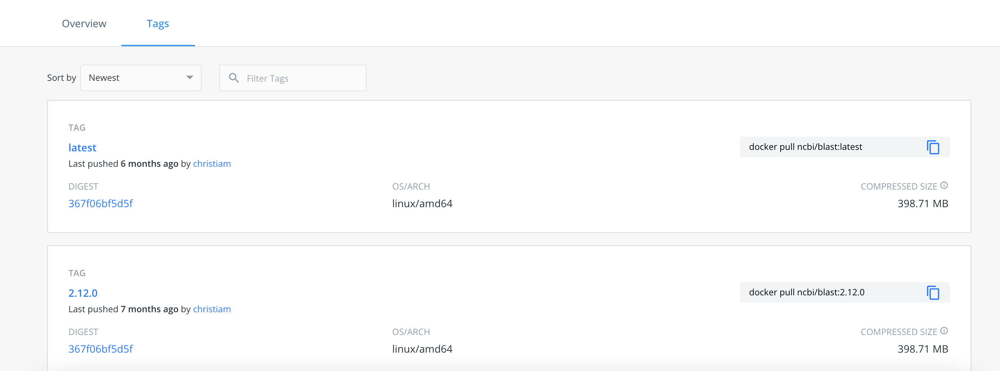 Overview Tags
Sort by Newest Filter Tags
TAG
latest
docker pull ncbi/blast:latest
Last pushed 6 months ago by christiam
DIGEST OS/ARCH COMPRESSED SIZE
367f06bf5d5f linux/amd64 398.71 MB
TAG
2.12.0
docker pull ncbi/blast:2.12.0
Last pushed 7 months ago by christiam
DIGEST OS/ARCH COMPRESSED SIZE
367f06bf5d5f linux/amd64 398.71 MB